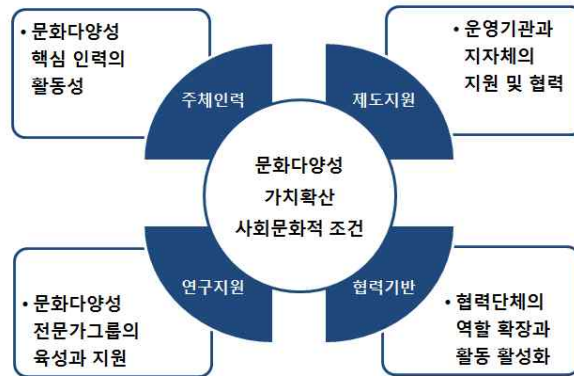 • 문화다양성
핵심 인력의
활동성
• 운영기관과
지자체의
지원 및 협력
주체인력
제도지원
문화다양성
가치확산
사회문화적 조건
연구지원
협력기반
• 문화다양성
전문가그룹의
육성과 지원
• 협력단체의
역할 확장과
활동 활성화